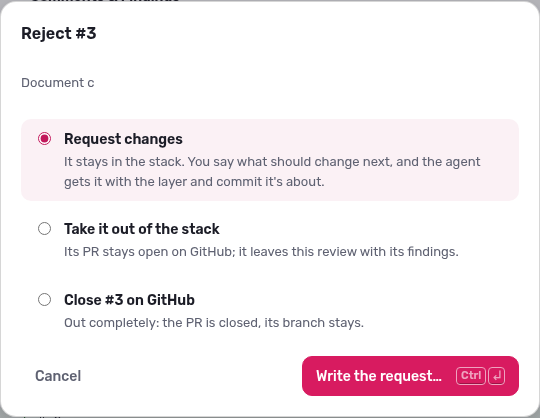 Reject #3
Document c
Request changes
It stays in the stack. You say what should change next, and the agent
gets it with the layer and commit it's about.
Take it out of the stack
Its PR stays open on GitHub; it leaves this review with its findings.
Close #3 on GitHub
Out completely: the PR is closed, its branch stays.
Cancel
Write the request... Ctrl ↵